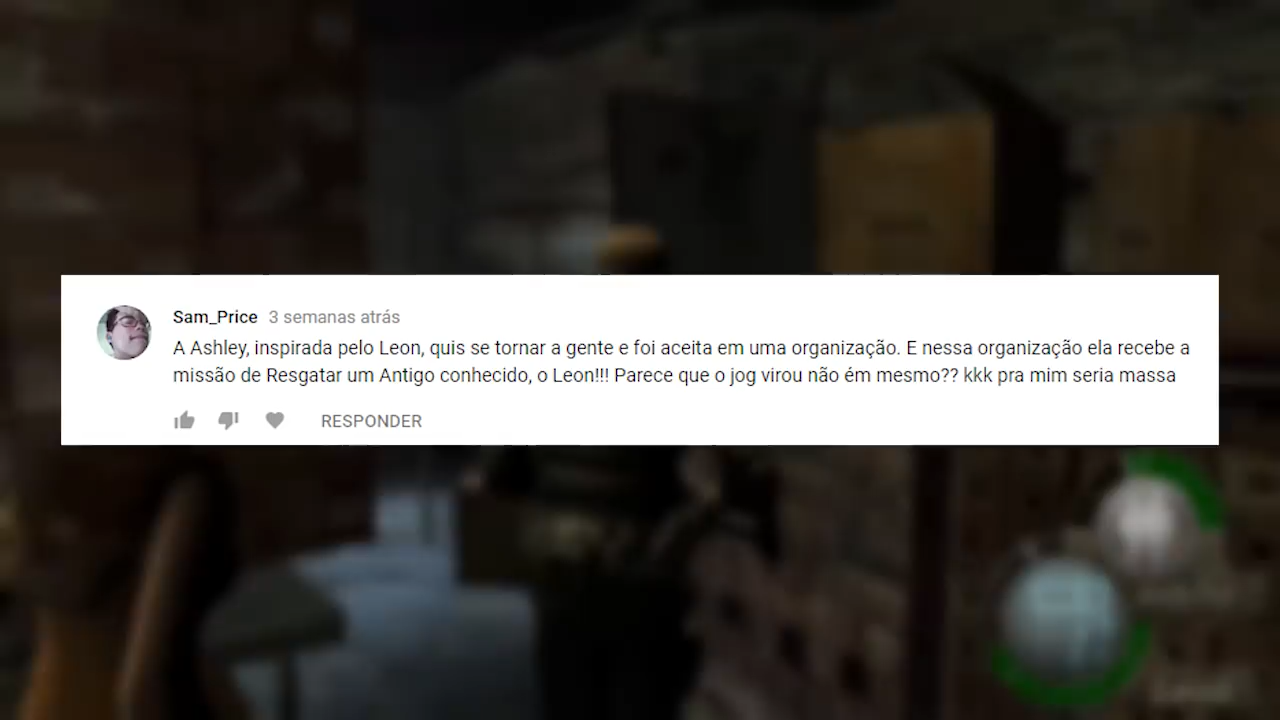 Sam_Price 3 semanas atrás
A Ashley, inspirada pelo Leon, quis se tornar a gente e foi aceita em uma organização. E nessa organização ela recebe a
missão de Resgatar um Antigo conhecido, o Leon!!! Parece que o jog virou não ém mesmo?? kkk pra mim seria massa
RESPONDER